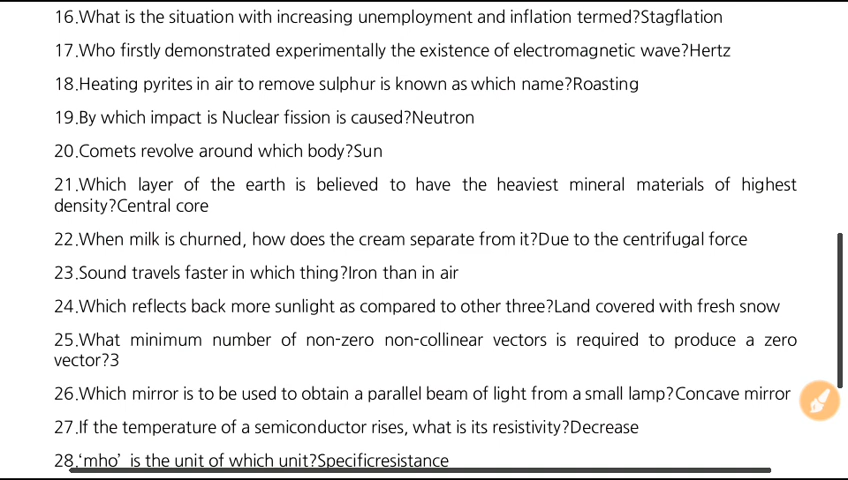 16.What is the situation with increasing unemployment and inflation termed?Stagflation
17.Who firstly demonstrated experimentally the existence of electromagnetic wave?Hertz
18.Heating pyrites in air to remove sulphur is known as which name?Roasting
19.By which impact is Nuclear fission is caused?Neutron
20.Comets revolve around which body?Sun
21.Which layer of the earth is believed to have the heaviest mineral materials of highest
density?Central core
22.When milk is churned, how does the cream separate from it?Due to the centrifugal force
23.Sound travels faster in which thing?Iron than in air
24.Which reflects back more sunlight as compared to other three?Land covered with fresh snow
25.What minimum number of non-zero non-collinear vectors is required to produce a zero
vector?3
26.Which mirror is to be used to obtain a parallel beam of light from a small lamp?Concave mirror
27.If the temperature of a semiconductor rises, what is its resistivity?Decrease
28.‘mho’ is the unit of which unit?Specificresistance